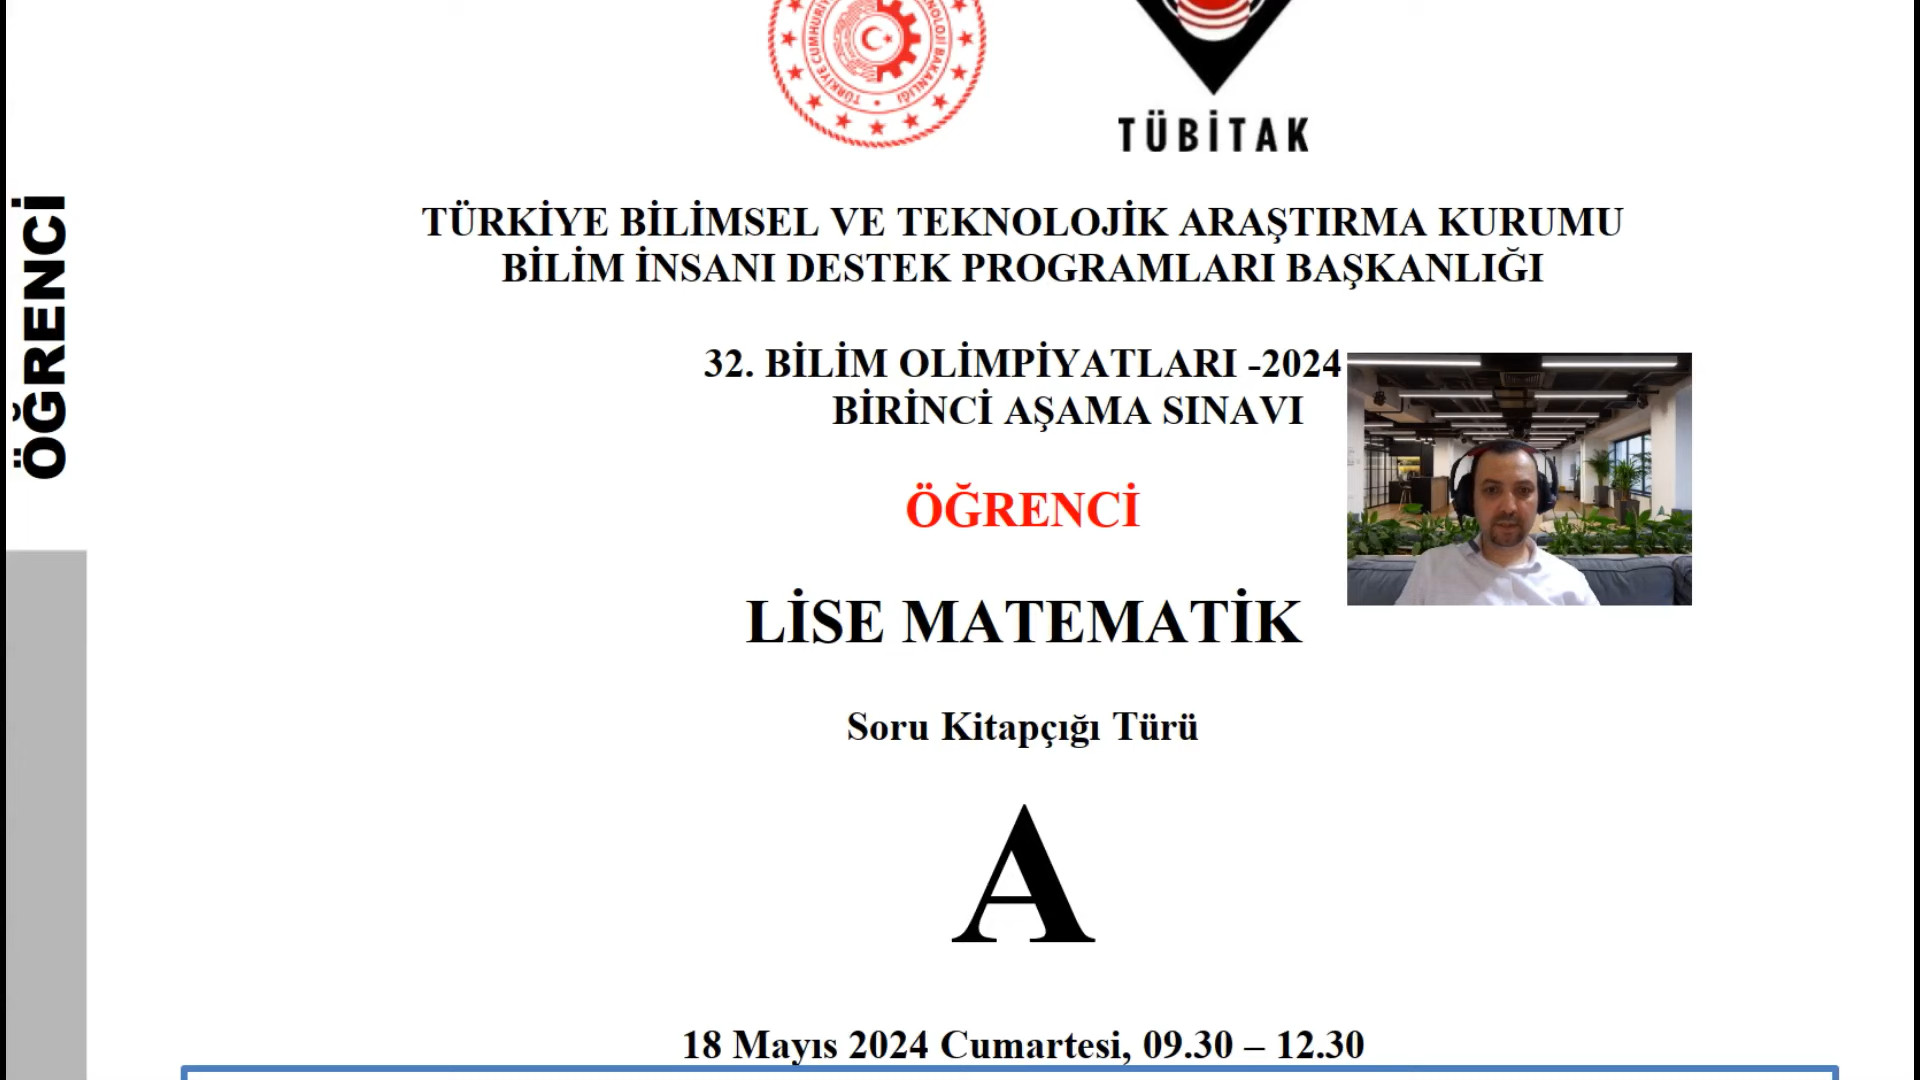 TÜBİTAK
ÖĞRENCİ
TÜRKİYE BİLİMSEL VE TEKNOLOJİK ARAŞTIRMA KURUMU
BİLİM İNSANI DESTEK PROGRAMLARI BAŞKANLIĞI
32. BİLİM OLİMPİYATLARI -2024
BİRİNCİ AŞAMA SINAVI
ÖĞRENCİ
LİSE MATEMATİK
Soru Kitapçığı Türü
A
18 Mayıs 2024 Cumartesi, 09.30 – 12.30